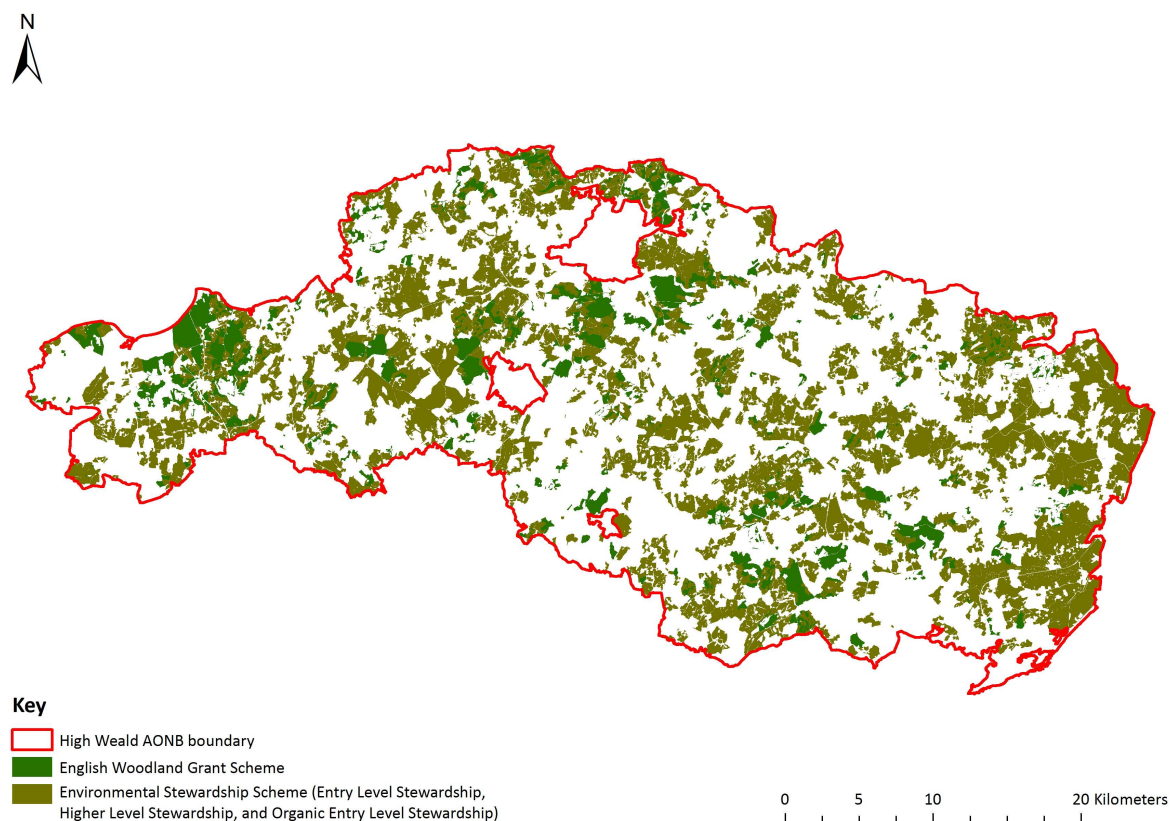 N
Key
High Weald AONB boundary
English Woodland Grant Scheme
Environmental Stewardship Scheme (Entry Level Stewardship,
Higher Level Stewardship, and Organic Entry Level Stewardship)
0 5 10 20 Kilometers